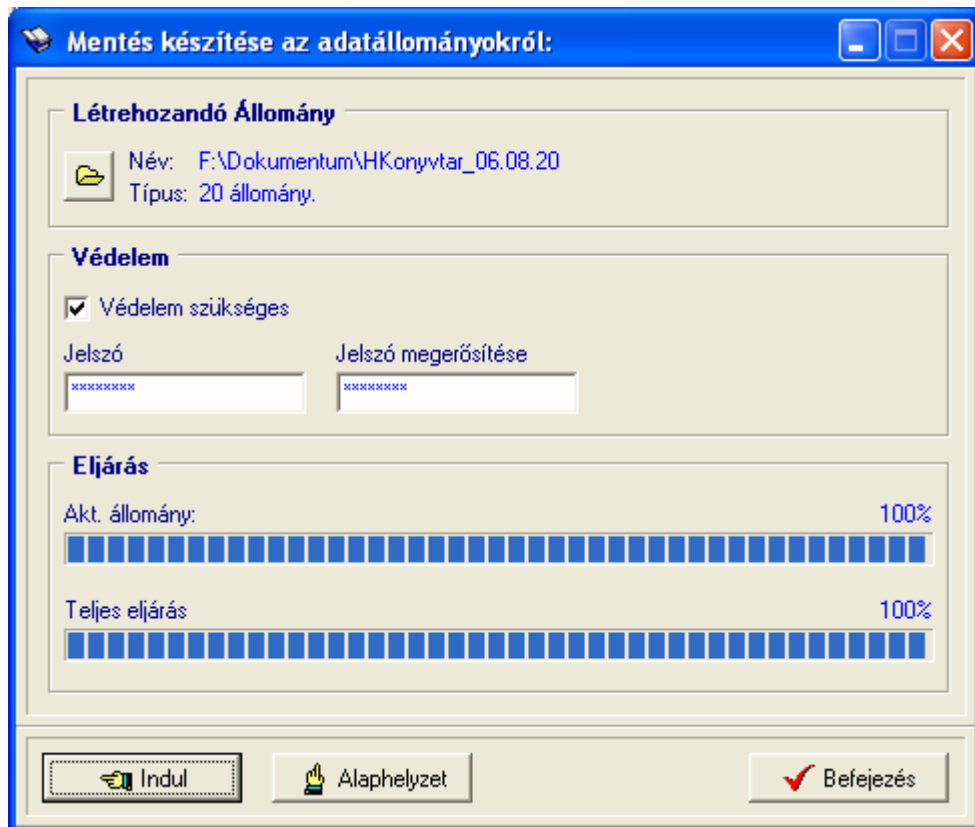 Mentés készítése az adatállományokról:
Létrehozandó Állomány
Név: F:\Dokumentum\HKonyvtar_06.08.20
Típus: 20 állomány.
Védelem
Védelem szükséges
Jelszó Jelszó megerősítése
******** ********
Eljárás
Akt. állomány: 100%
Teljes eljárás 100%
Indul Alaphelyzet Befejezés